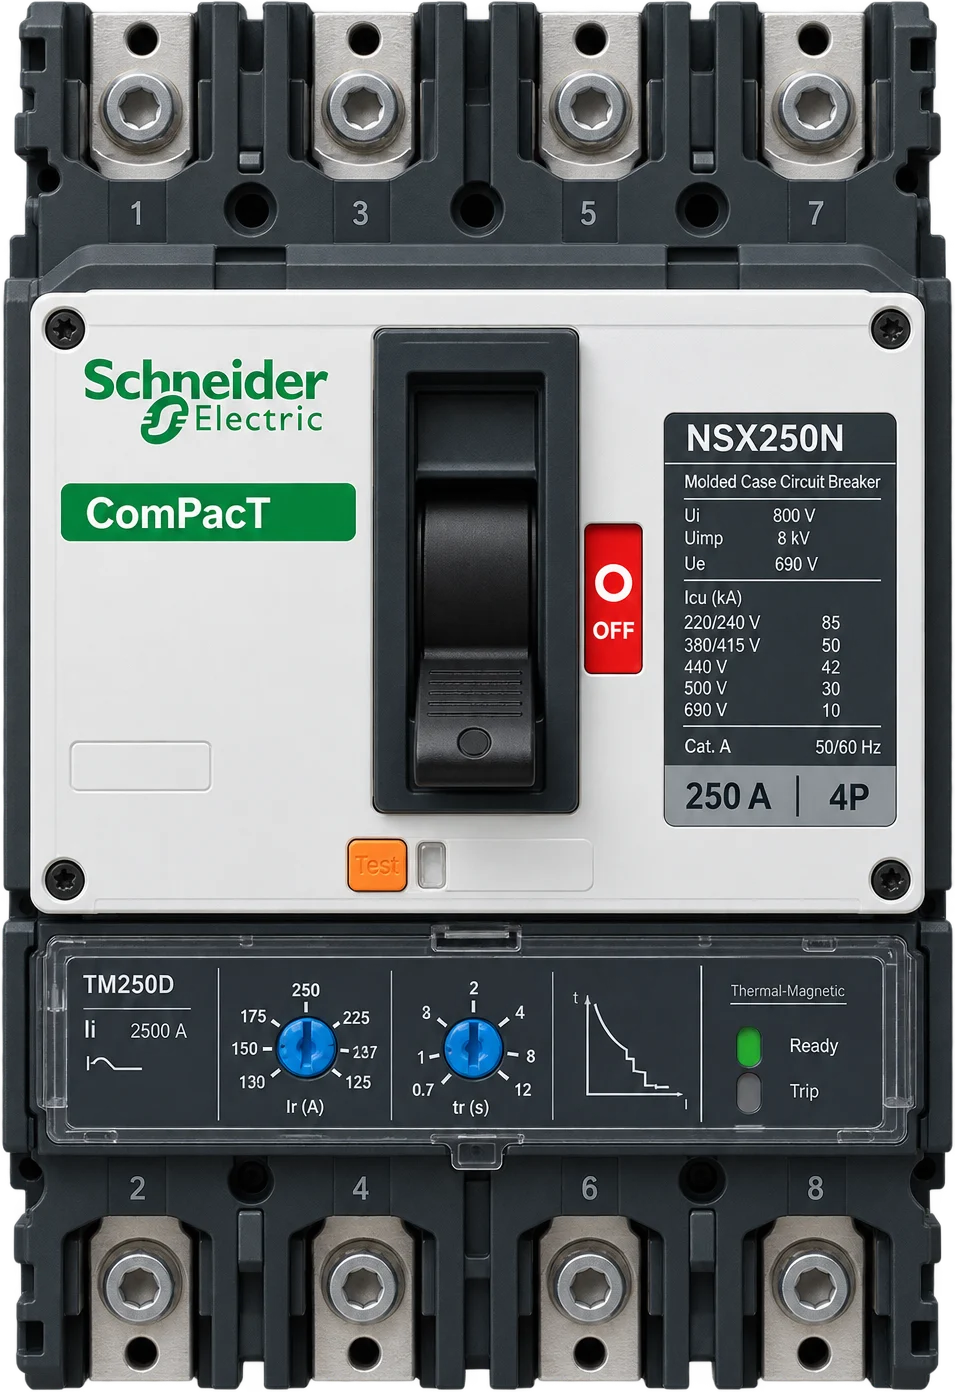 1 3 5 7
Schneider
Electric
ComPacT
O
OFF
NSX250N
Molded Case Circuit Breaker
Ui 800 V
Uimp 8 kV
Ue 690 V
Icu (kA)
220/240 V 85
380/415 V 50
440 V 42
500 V 30
690 V 10
Cat. A 50/60 Hz
250 A | 4P
Test
TM250D
Ii 2500 A
250
175 225
150 237
130 125
Ir (A)
2
3 4
1 8
0.7 12
tr (s)
t
I
Thermal-Magnetic
Ready
Trip
2 4 6 8